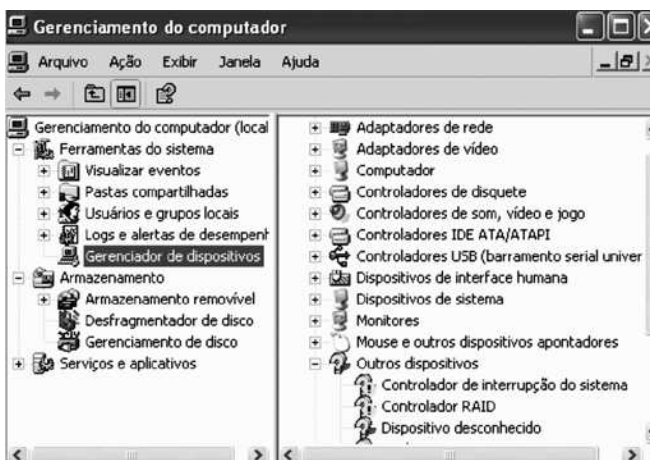 Gerenciamento do computador
Arquivo Ação Exibir Janela Ajuda
Gerenciamento do computador (local
Ferramentas do sistema
Visualizar eventos
Pastas compartilhadas
Usuários e grupos locais
Logs e alertas de desempenh
Gerenciador de dispositivos
Armazenamento
Armazenamento removível
Desfragmentador de disco
Gerenciamento de disco
Serviços e aplicativos
Adaptadores de rede
Adaptadores de vídeo
Computador
Controladores de disquete
Controladores de som, vídeo e jogo
Controladores IDE ATA/ATAPI
Controladores USB (barramento serial univer
Dispositivos de interface humana
Dispositivos de sistema
Monitores
Mouse e outros dispositivos apontadores
Outros dispositivos
Controlador de interrupção do sistema
Controlador RAID
Dispositivo desconhecido